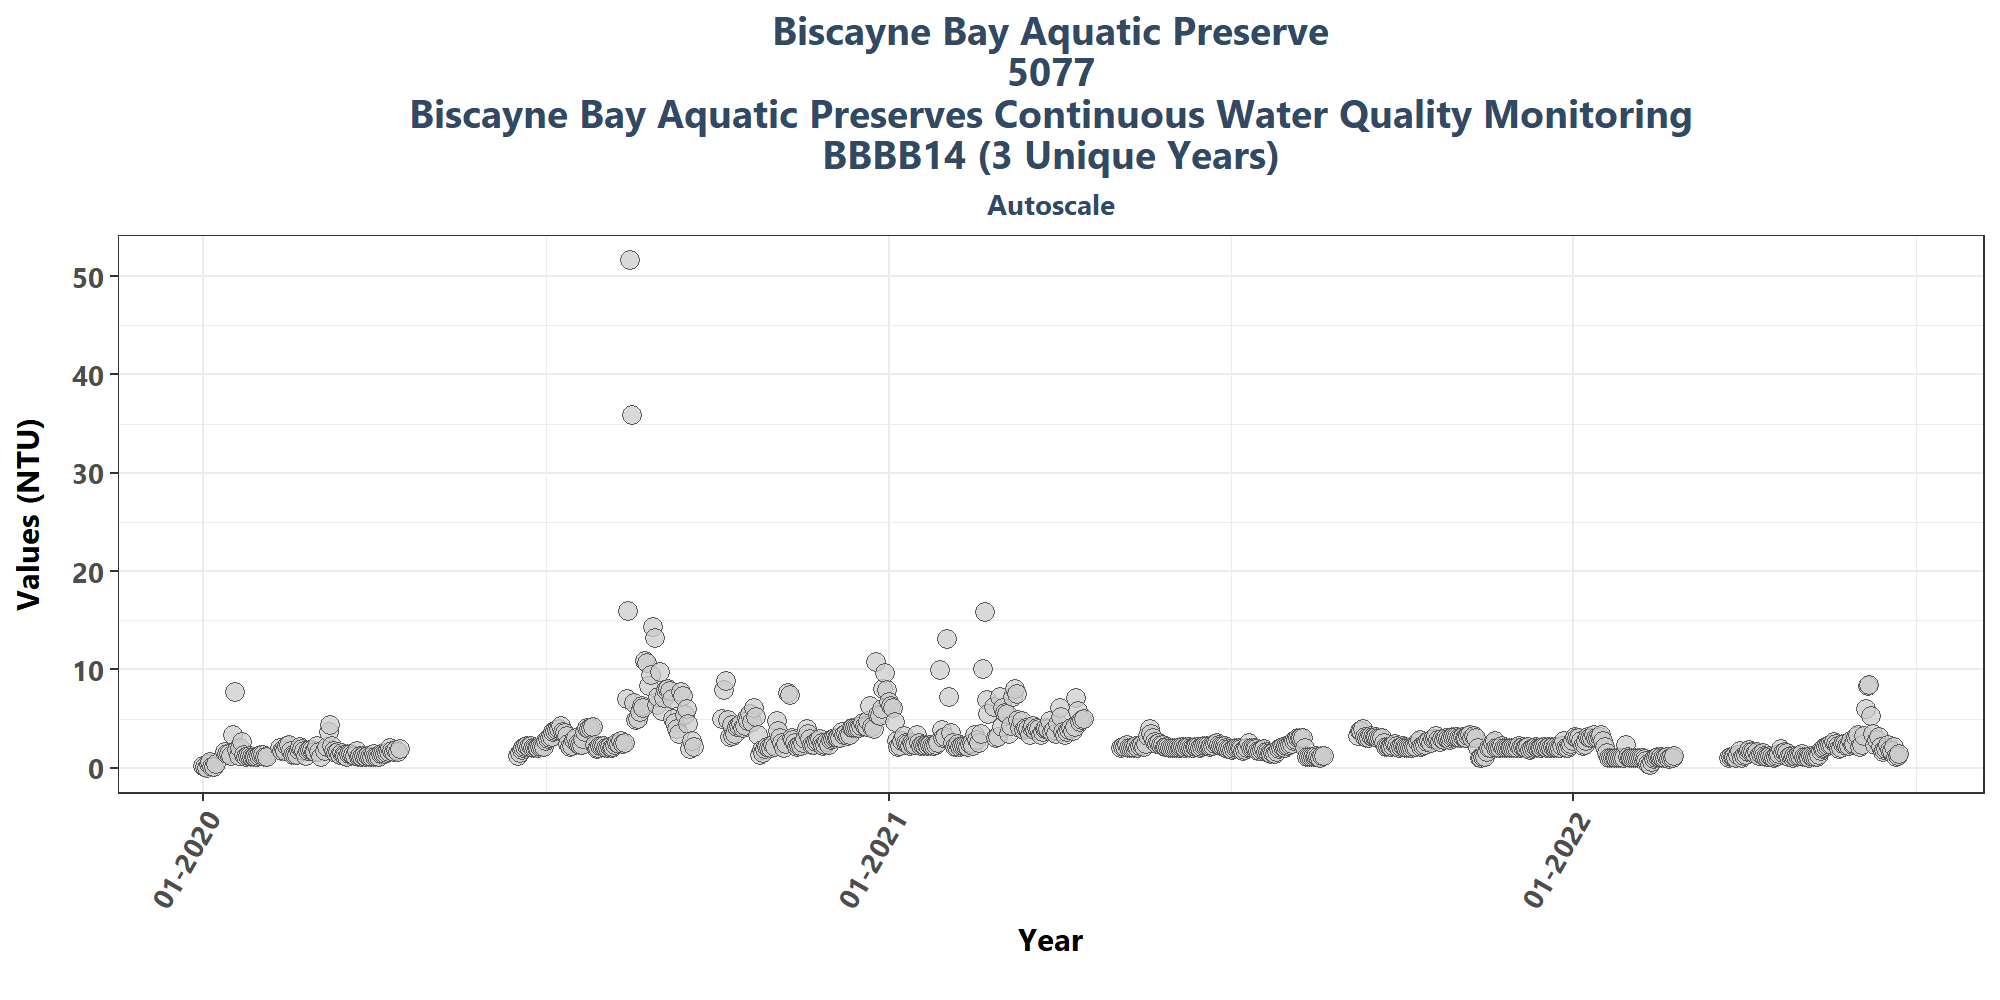 Biscayne Bay Aquatic Preserve
5077
Biscayne Bay Aquatic Preserves Continuous Water Quality Monitoring
BBBB14 (3 Unique Years)
Autoscale
50
40
30
20
10
0
Values (NTU)
01-2020
01-2021
01-2022
Year